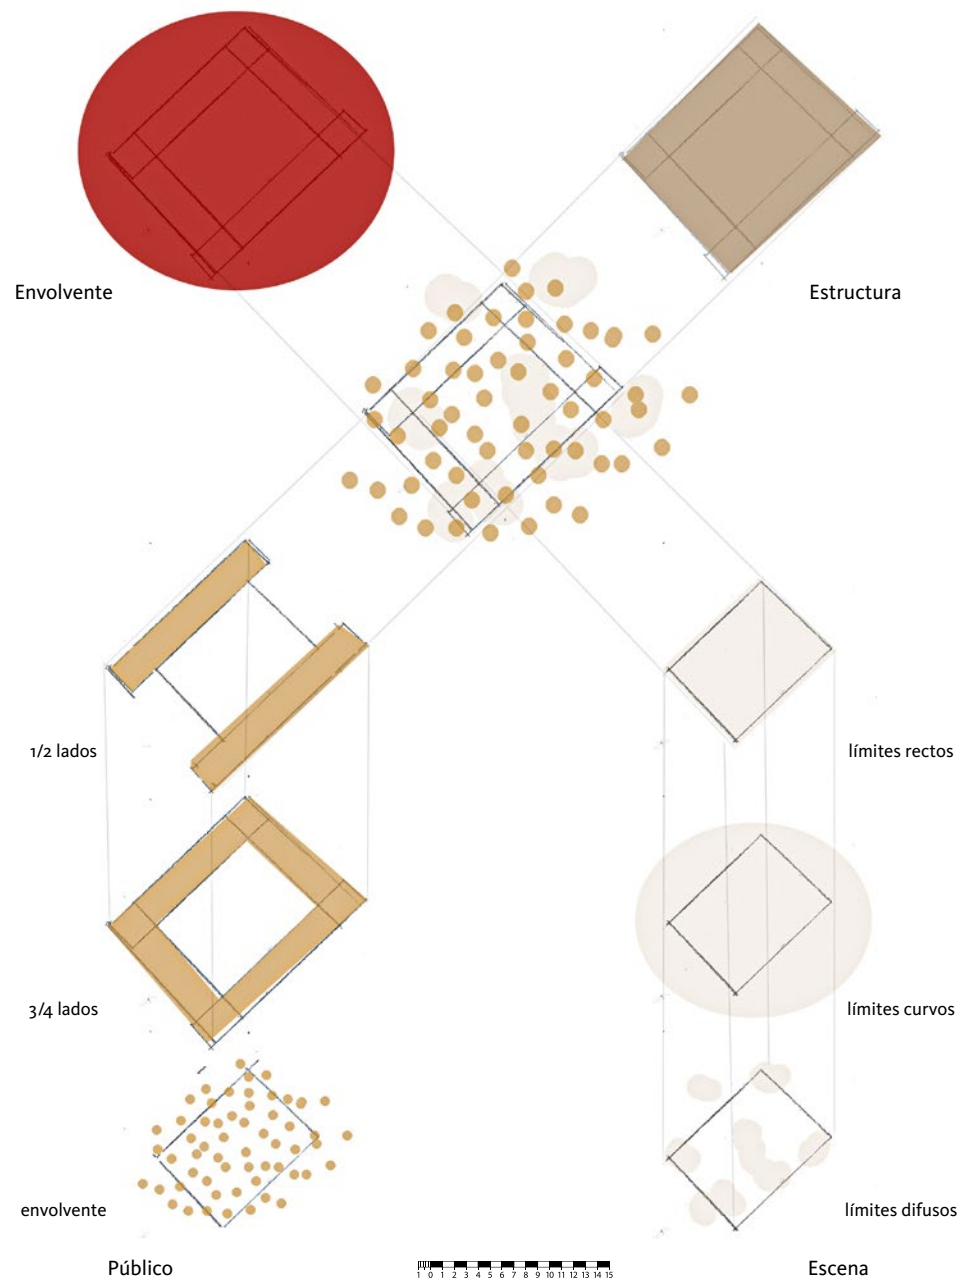 Envolvente
Estructura
1/2 lados
límites rectos
3/4 lados
límites curvos
envolvente
límites difusos
Público
Escena
1 0 1 2 3 4 5 6 7 8 9 10 11 12 13 14 15